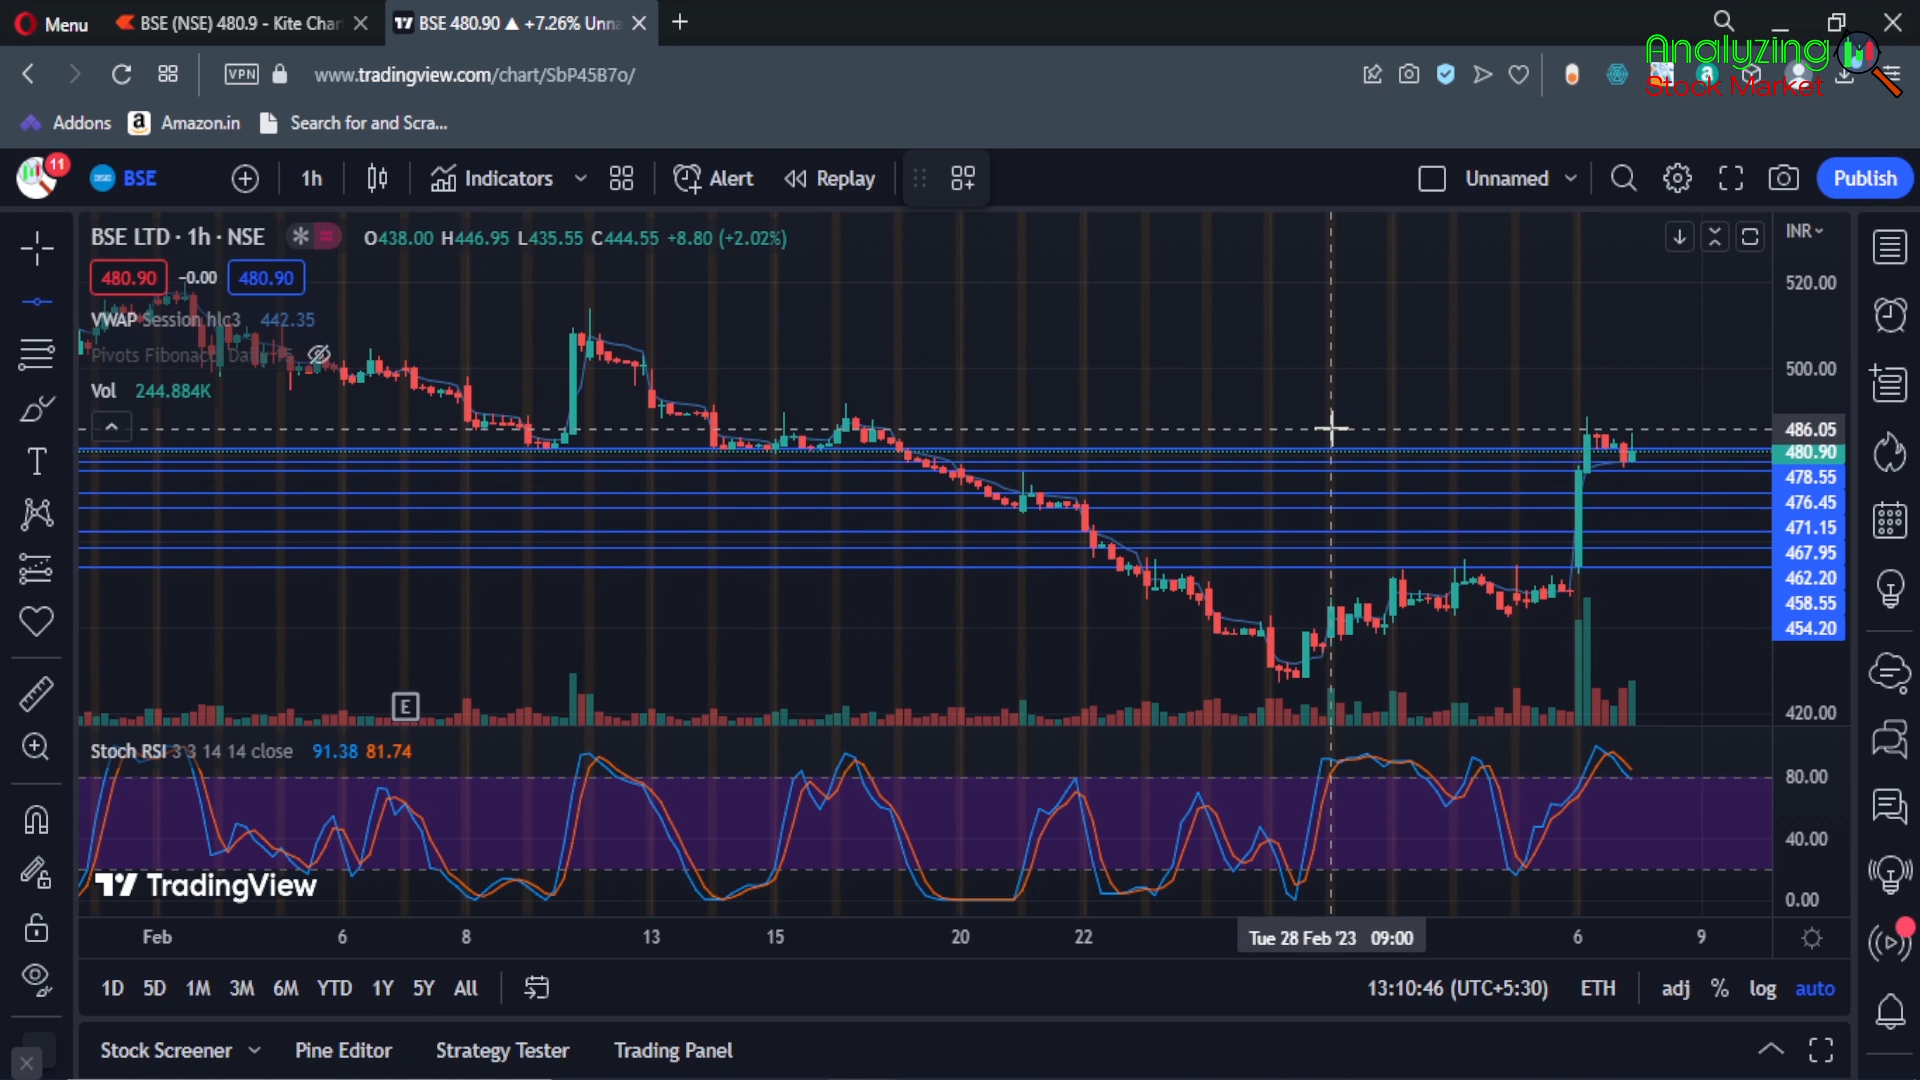 Menu
BSE (NSE) 480.9 - Kite Char
BSE 480.90 ▲ +7.26% Unna
Analyzing
Stock Market
VPN
www.tradingview.com/chart/SbP45B7o/
Addons
Amazon.in
Search for and Scra...
11
BSE
1h
Indicators
Alert
Replay
Unnamed
Publish
BSE LTD · 1h · NSE
O438.00 H446.95 L435.55 C444.55 +8.80 (+2.02%)
INR
480.90 -0.00 480.90
VWAP Session hlc3 442.35
Vol 244.884K
520.00
500.00
486.05
480.90
478.55
476.45
471.15
467.95
462.20
458.55
454.20
420.00
E
Stoch RSI 3 3 14 14 close 91.38 81.74
80.00
40.00
0.00
TradingView
Feb 6 8 13 15 20 22 Tue 28 Feb '23 09:00 6 9
1D 5D 1M 3M 6M YTD 1Y 5Y All
13:10:46 (UTC+5:30) ETH adj % log auto
Stock Screener Pine Editor Strategy Tester Trading Panel